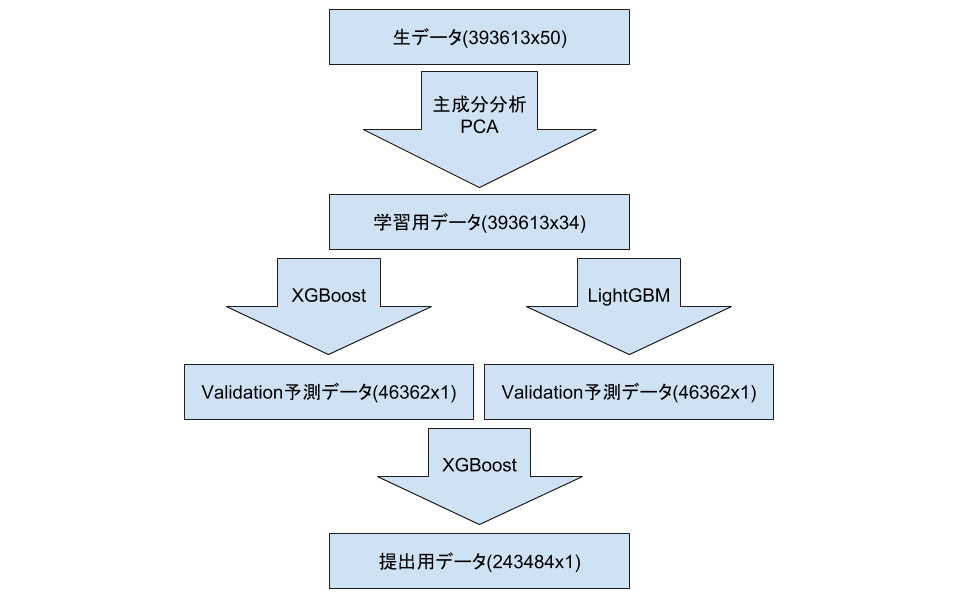 生データ(393613x50)
主成分分析
PCA
学習用データ(393613x34)
XGBoost
LightGBM
Validation予測データ(46362x1)
Validation予測データ(46362x1)
XGBoost
提出用データ(243484x1)